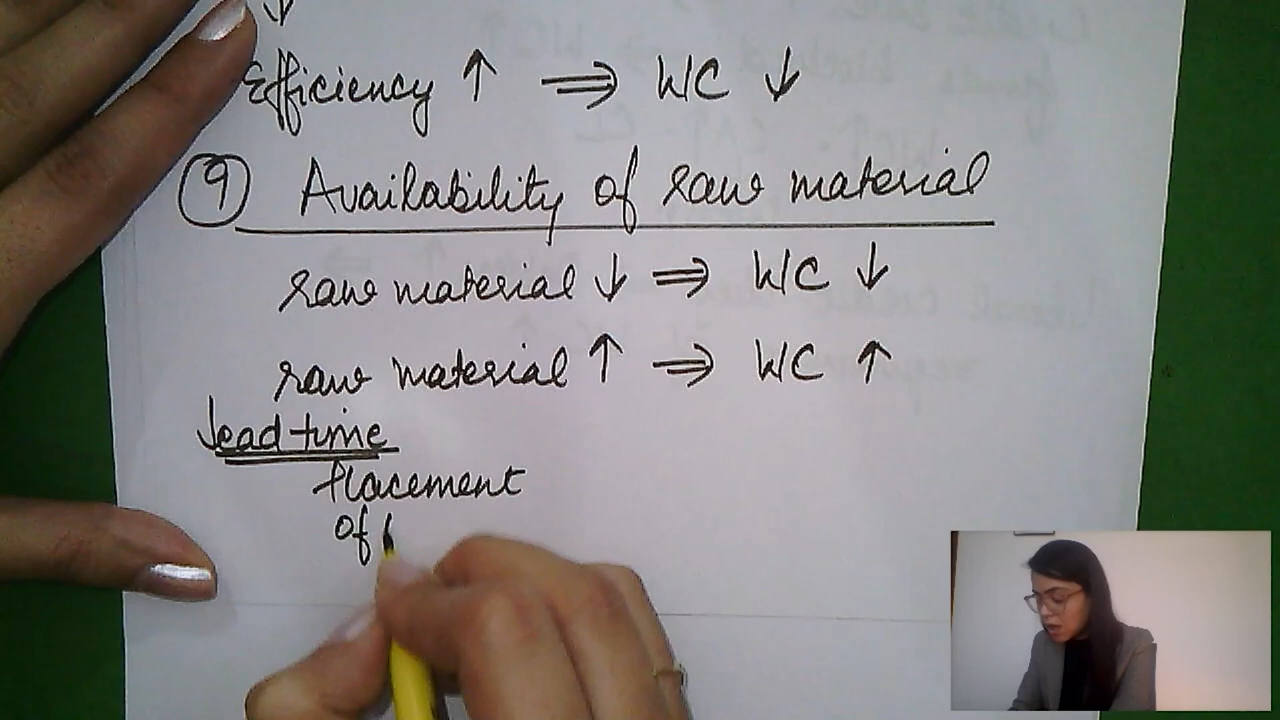 Efficiency ↑ ⇒ WC ↓
⑨ Availability of raw material
raw material ↓ ⇒ WC ↓
raw material ↑ ⇒ WC ↑
Lead time
Placement
of